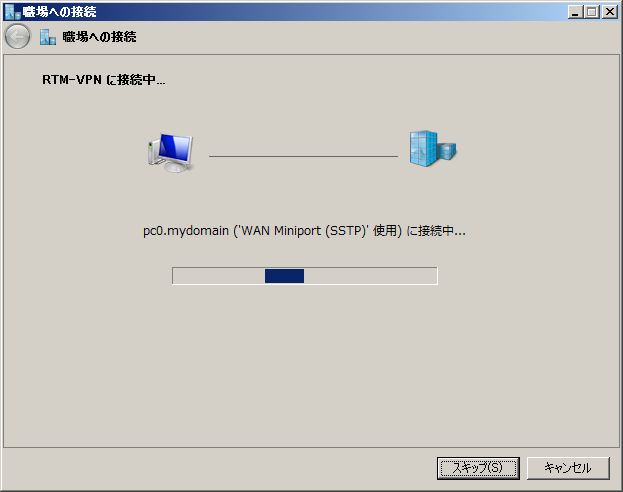 職場への接続
職場への接続
RTM-VPN に接続中...
pc0.mydomain ('WAN Miniport (SSTP)' 使用) に接続中...
スキップ(S)
キャンセル